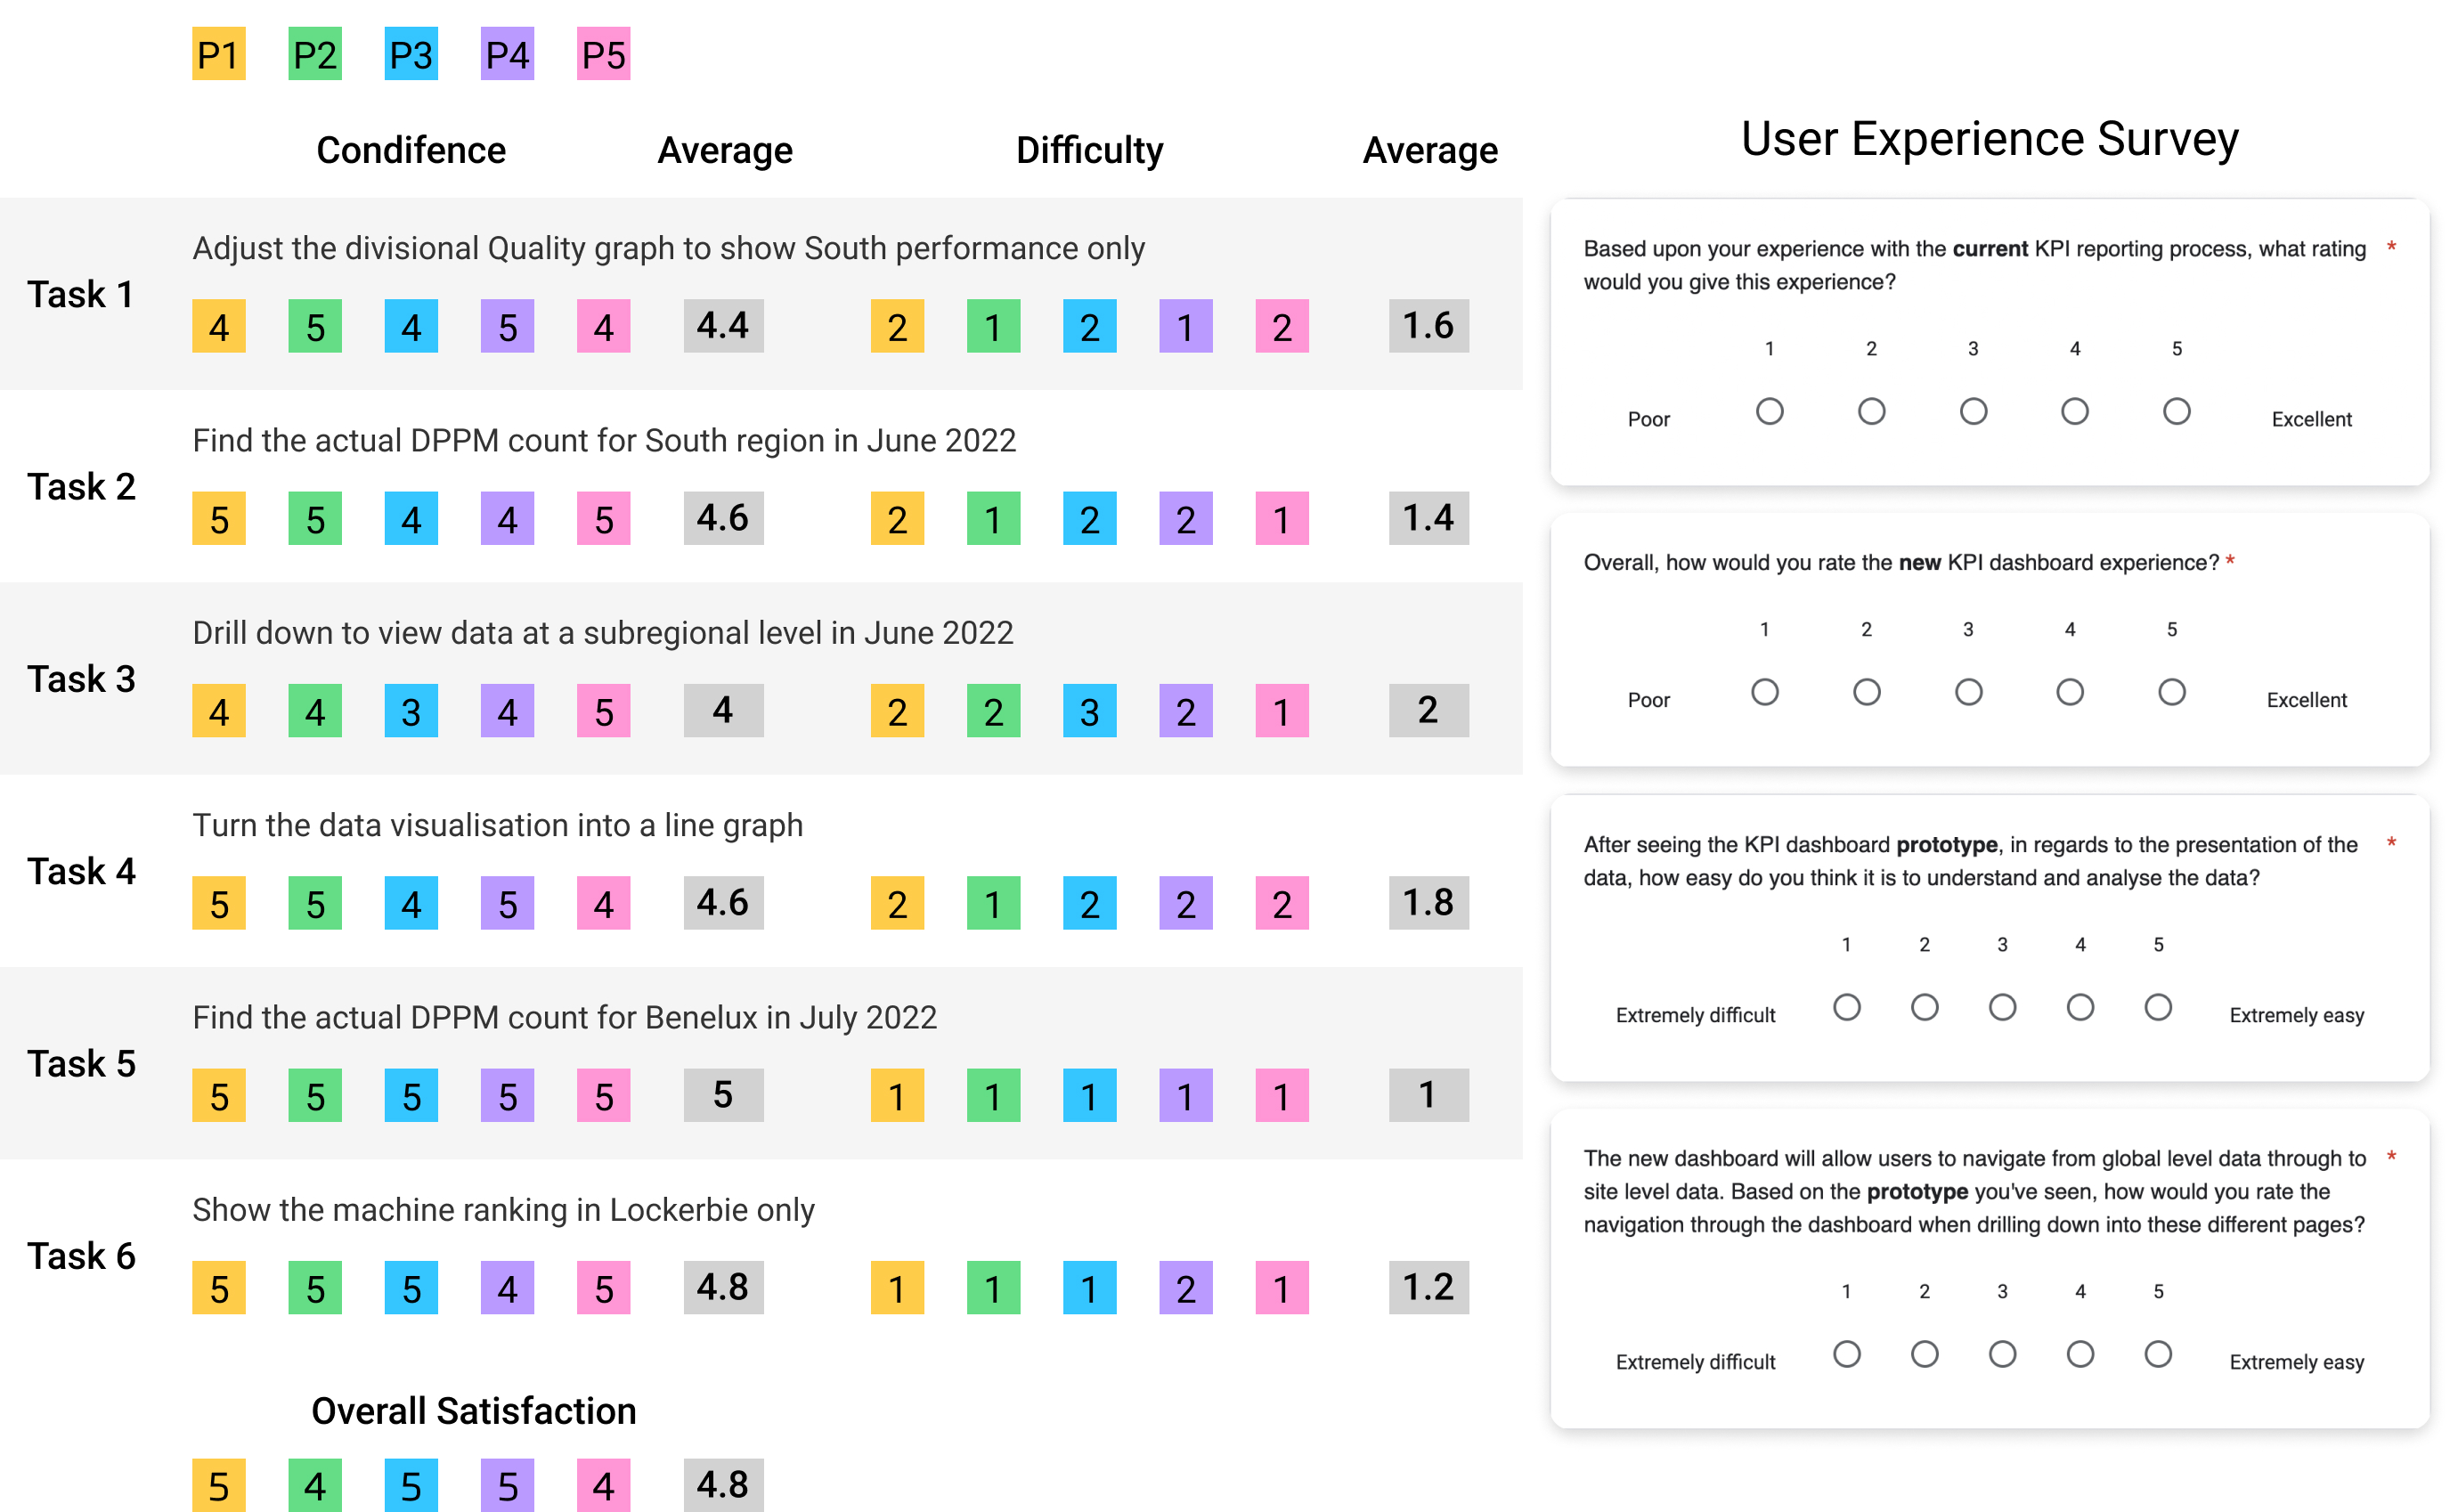 P1 P2 P3 P4 P5
Condifence Average Difficulty Average
Task 1
Adjust the divisional Quality graph to show South performance only
4 5 4 5 4 4.4 2 1 2 1 2 1.6
Task 2
Find the actual DPPM count for South region in June 2022
5 5 4 4 5 4.6 2 1 2 2 1 1.4
Task 3
Drill down to view data at a subregional level in June 2022
4 4 3 4 5 4 2 2 3 2 1 2
Task 4
Turn the data visualisation into a line graph
5 5 4 5 4 4.6 2 1 2 2 2 1.8
Task 5
Find the actual DPPM count for Benelux in July 2022
5 5 5 5 5 5 1 1 1 1 1 1
Task 6
Show the machine ranking in Lockerbie only
5 5 5 4 5 4.8 1 1 1 2 1 1.2
Overall Satisfaction
5 4 5 5 4 4.8
User Experience Survey
Based upon your experience with the current KPI reporting process, what rating *
would you give this experience?
1 2 3 4 5
Poor Excellent
Overall, how would you rate the new KPI dashboard experience? *
1 2 3 4 5
Poor Excellent
After seeing the KPI dashboard prototype, in regards to the presentation of the *
data, how easy do you think it is to understand and analyse the data?
1 2 3 4 5
Extremely difficult Extremely easy
The new dashboard will allow users to navigate from global level data through to *
site level data. Based on the prototype you've seen, how would you rate the
navigation through the dashboard when drilling down into these different pages?
1 2 3 4 5
Extremely difficult Extremely easy